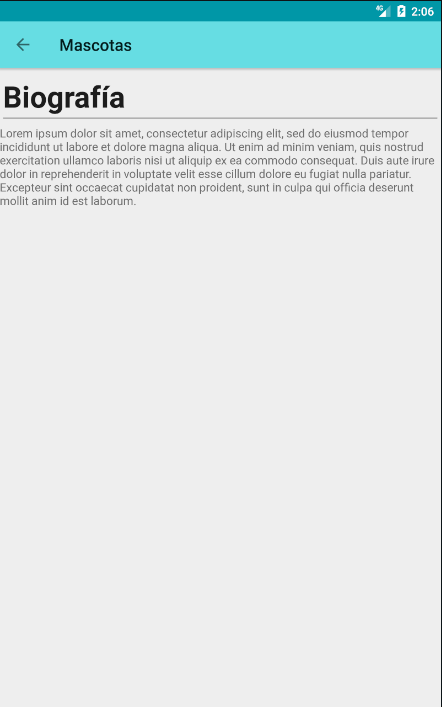 4G 2:06
Mascotas
Biografía
Lorem ipsum dolor sit amet, consectetur adipiscing elit, sed do eiusmod tempor
incididunt ut labore et dolore magna aliqua. Ut enim ad minim veniam, quis nostrud
exercitation ullamco laboris nisi ut aliquip ex ea commodo consequat. Duis aute irure
dolor in reprehenderit in voluptate velit esse cillum dolore eu fugiat nulla pariatur.
Excepteur sint occaecat cupidatat non proident, sunt in culpa qui officia deserunt
mollit anim id est laborum.